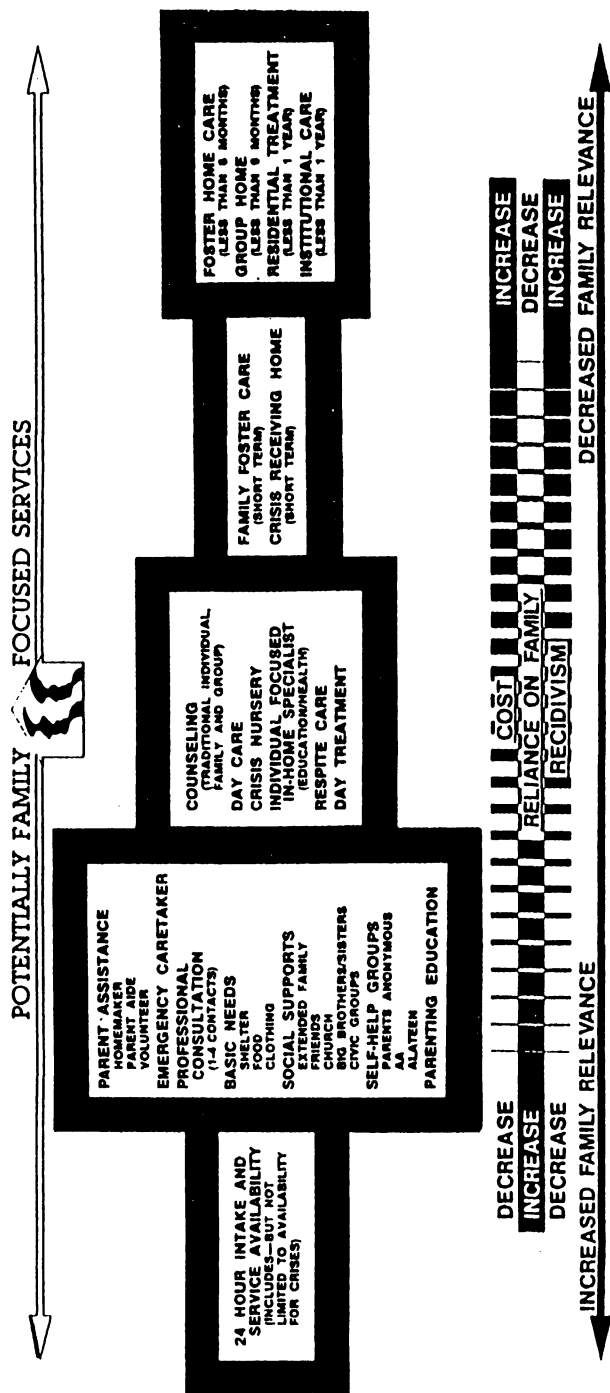 POTENTIALLY FAMILY FOCUSED SERVICES
24 HOUR INTAKE AND
SERVICE AVAILABILITY
(INCLUDES—BUT NOT
LIMITED TO AVAILABILITY
FOR CRISES)
PARENT ASSISTANCE
HOMEMAKER
PARENT AIDE
VOLUNTEER
EMERGENCY CARETAKER
PROFESSIONAL
CONSULTATION
(1-4 CONTACTS)
BASIC NEEDS
SHELTER
FOOD
CLOTHING
SOCIAL SUPPORTS
EXTENDED FAMILY
FRIENDS
CHURCH
BIG BROTHERS/SISTERS
CIVIC GROUPS
SELF-HELP GROUPS
PARENTS ANONYMOUS
AA
ALATEEN
PARENTING EDUCATION
COUNSELING
(TRADITIONAL INDIVIDUAL,
FAMILY AND GROUP)
DAY CARE
CRISIS NURSERY
INDIVIDUAL FOCUSED
IN-HOME SPECIALIST
(EDUCATION/HEALTH)
RESPITE CARE
DAY TREATMENT
FAMILY FOSTER CARE
(SHORT TERM)
CRISIS RECEIVING HOME
(SHORT TERM)
FOSTER HOME CARE
(LESS THAN 6 MONTHS)
GROUP HOME
(LESS THAN 9 MONTHS)
RESIDENTIAL TREATMENT
(LESS THAN 1 YEAR)
INSTITUTIONAL CARE
(LESS THAN 1 YEAR)
DECREASE COST INCREASE
INCREASE RELIANCE ON FAMILY DECREASE
DECREASE RECIDIVISM INCREASE
INCREASED FAMILY RELEVANCE DECREASED FAMILY RELEVANCE